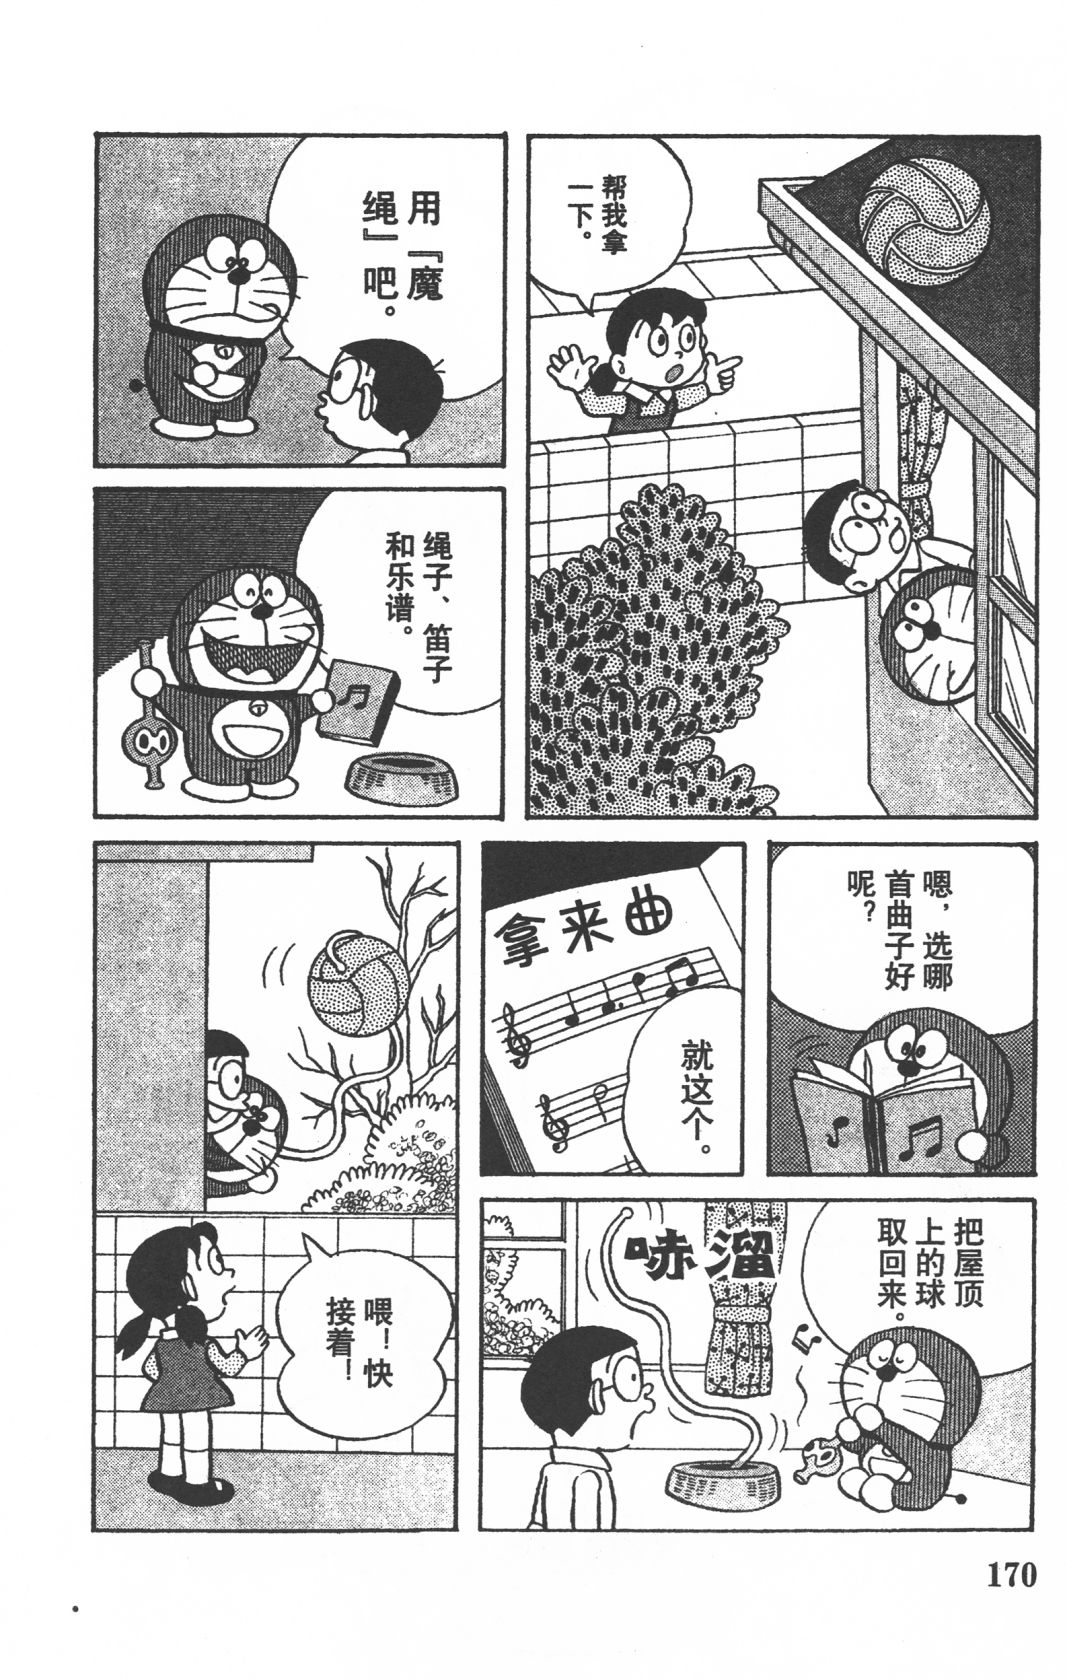 帮我拿
一下。
用『魔
绳』吧。
绳子、笛子
和乐谱。
嗯，选哪
首曲子好
呢？
拿来曲
就这个。
把屋顶
上的球
取回来。
哧溜
喂！快
接着！
170